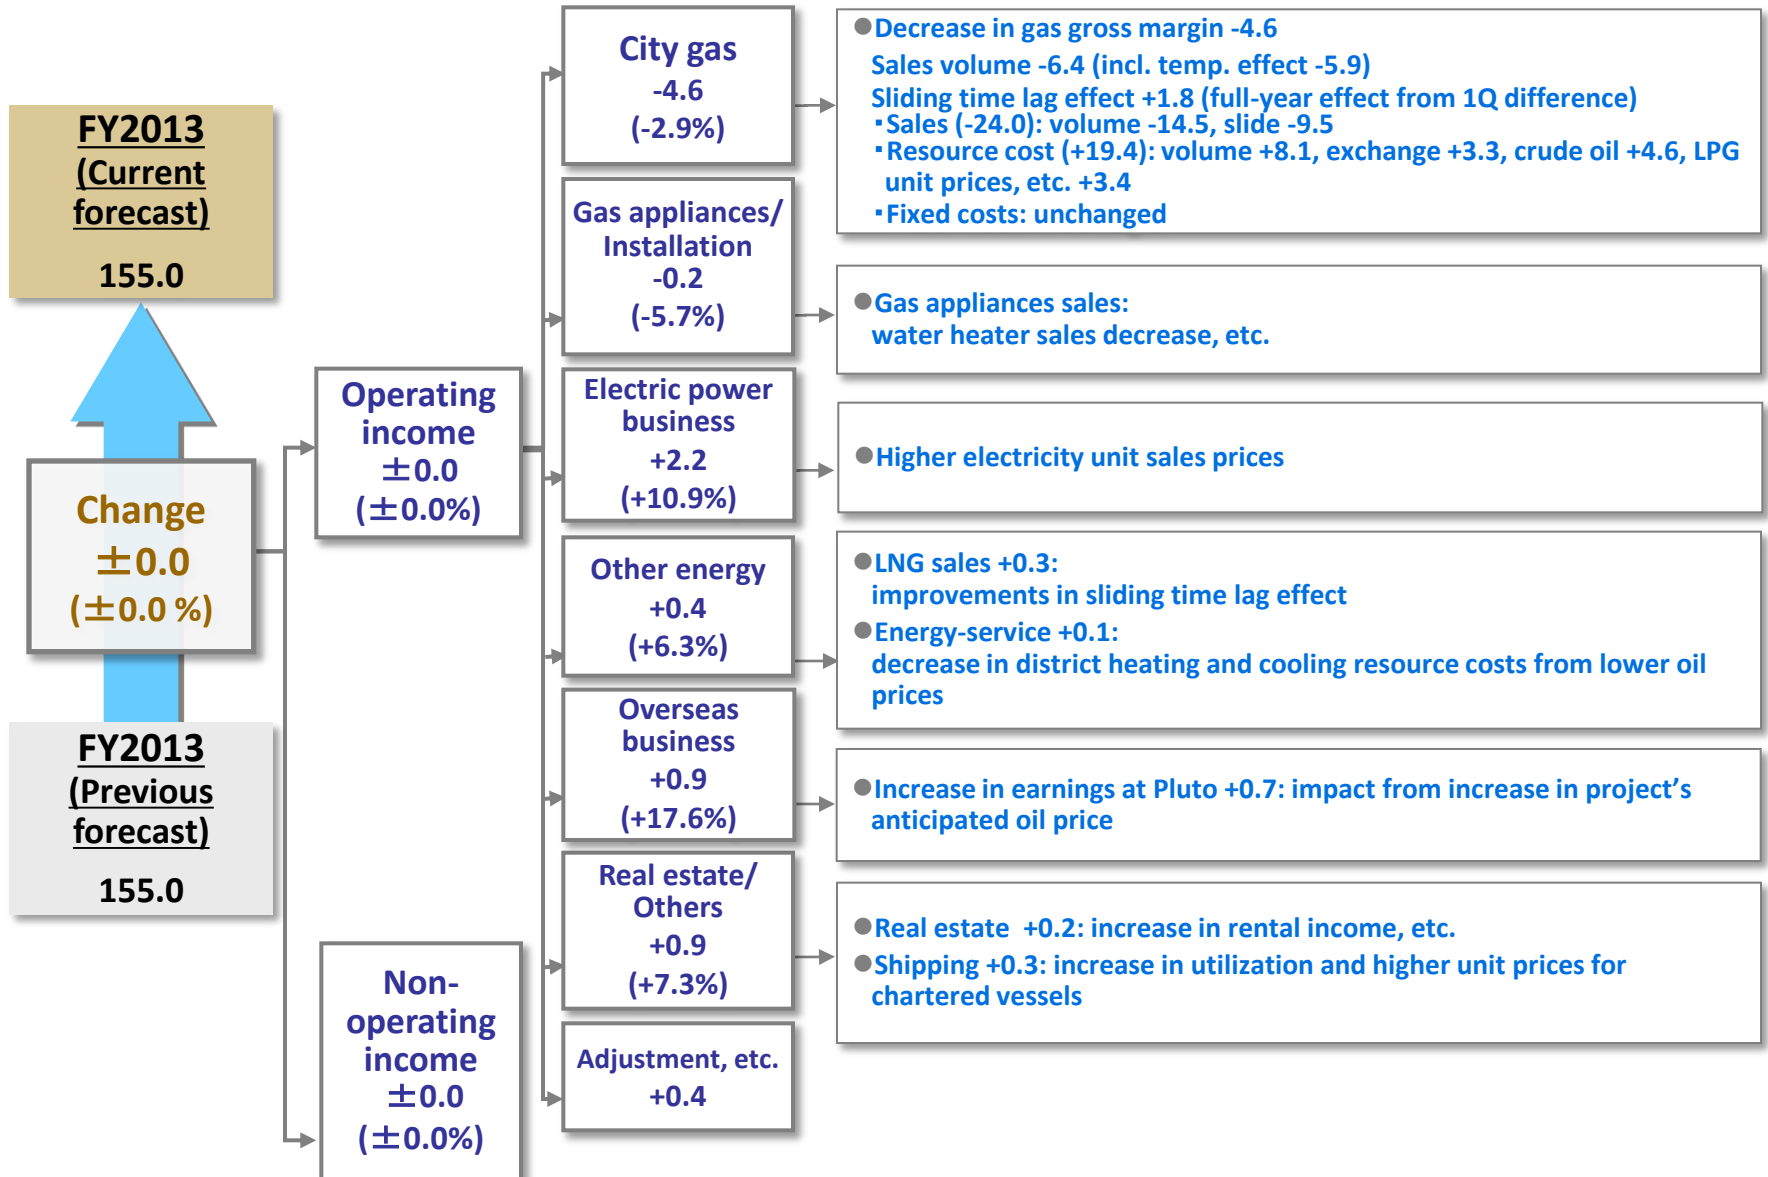 FY2013
(Current
forecast)
155.0
Change
±0.0
(±0.0 %)
FY2013
(Previous
forecast)
155.0
Operating
income
±0.0
(±0.0%)
Non-
operating
income
±0.0
(±0.0%)
City gas
-4.6
(-2.9%)
Gas appliances/
Installation
-0.2
(-5.7%)
Electric power
business
+2.2
(+10.9%)
Other energy
+0.4
(+6.3%)
Overseas
business
+0.9
(+17.6%)
Real estate/
Others
+0.9
(+7.3%)
Adjustment, etc.
+0.4
●Decrease in gas gross margin -4.6
Sales volume -6.4 (incl. temp. effect -5.9)
Sliding time lag effect +1.8 (full-year effect from 1Q difference)
・Sales (-24.0): volume -14.5, slide -9.5
・Resource cost (+19.4): volume +8.1, exchange +3.3, crude oil +4.6, LPG
unit prices, etc. +3.4
・Fixed costs: unchanged
●Gas appliances sales:
water heater sales decrease, etc.
●Higher electricity unit sales prices
●LNG sales +0.3:
improvements in sliding time lag effect
●Energy-service +0.1:
decrease in district heating and cooling resource costs from lower oil
prices
●Increase in earnings at Pluto +0.7: impact from increase in project’s
anticipated oil price
●Real estate +0.2: increase in rental income, etc.
●Shipping +0.3: increase in utilization and higher unit prices for
chartered vessels